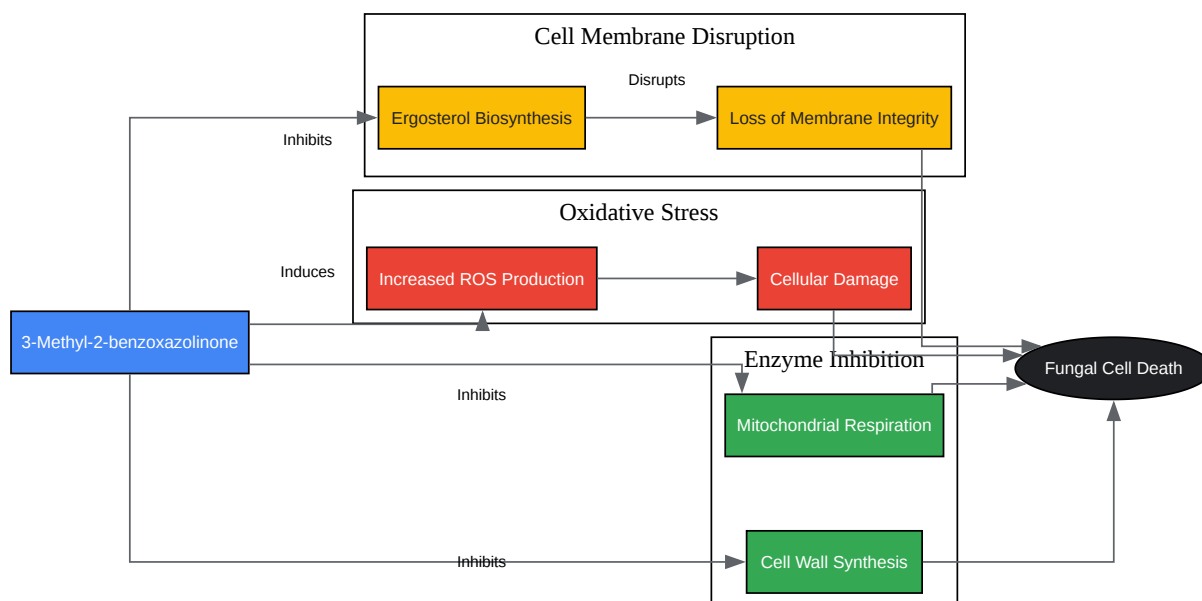 Cell Membrane Disruption
Disrupts
Ergosterol Biosynthesis
Loss of Membrane Integrity
Inhibits
Oxidative Stress
Induces
Increased ROS Production
Cellular Damage
3-Methyl-2-benzoxazolinone
Enzyme Inhibition
Fungal Cell Death
Inhibits
Mitochondrial Respiration
Inhibits
Cell Wall Synthesis